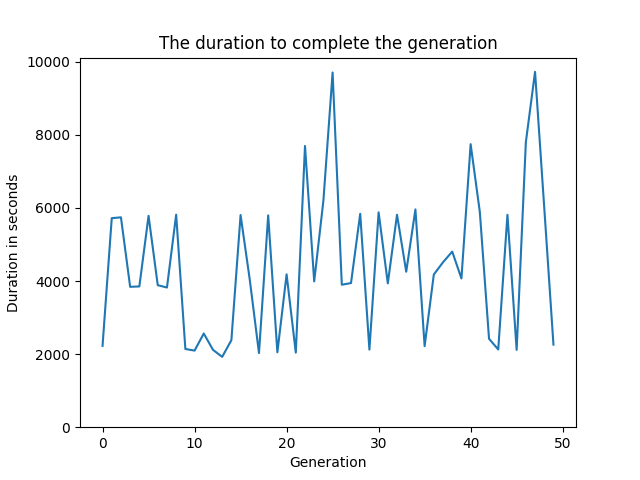 The duration to complete the generation
10000
8000
6000
4000
2000
0
Duration in seconds
0 10 20 30 40 50
Generation